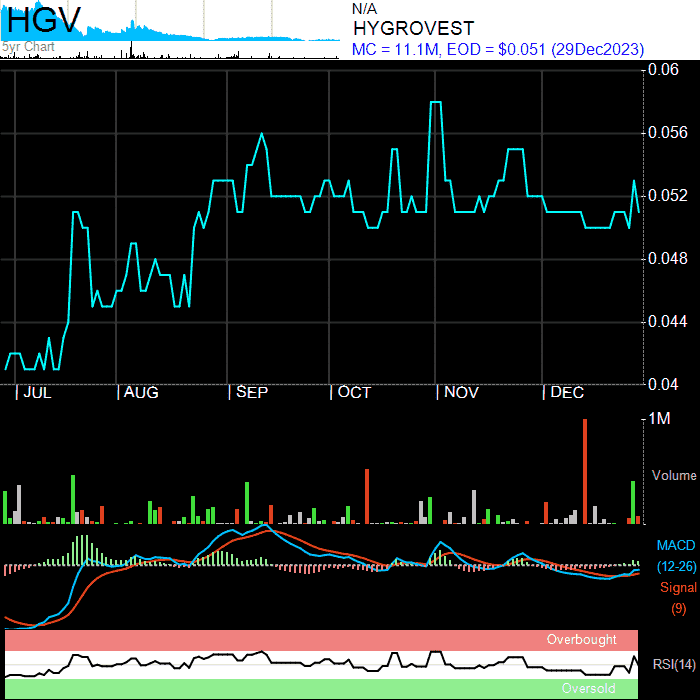 HGV
5yr Chart
N/A
HYGROVEST
MC = 11.1M, EOD = $0.051 (29Dec2023)
0.06
0.056
0.052
0.048
0.044
0.04
JUL AUG SEP OCT NOV DEC
1M
Volume
MACD
(12-26)
Signal
(9)
Overbought
RSI(14)
Oversold